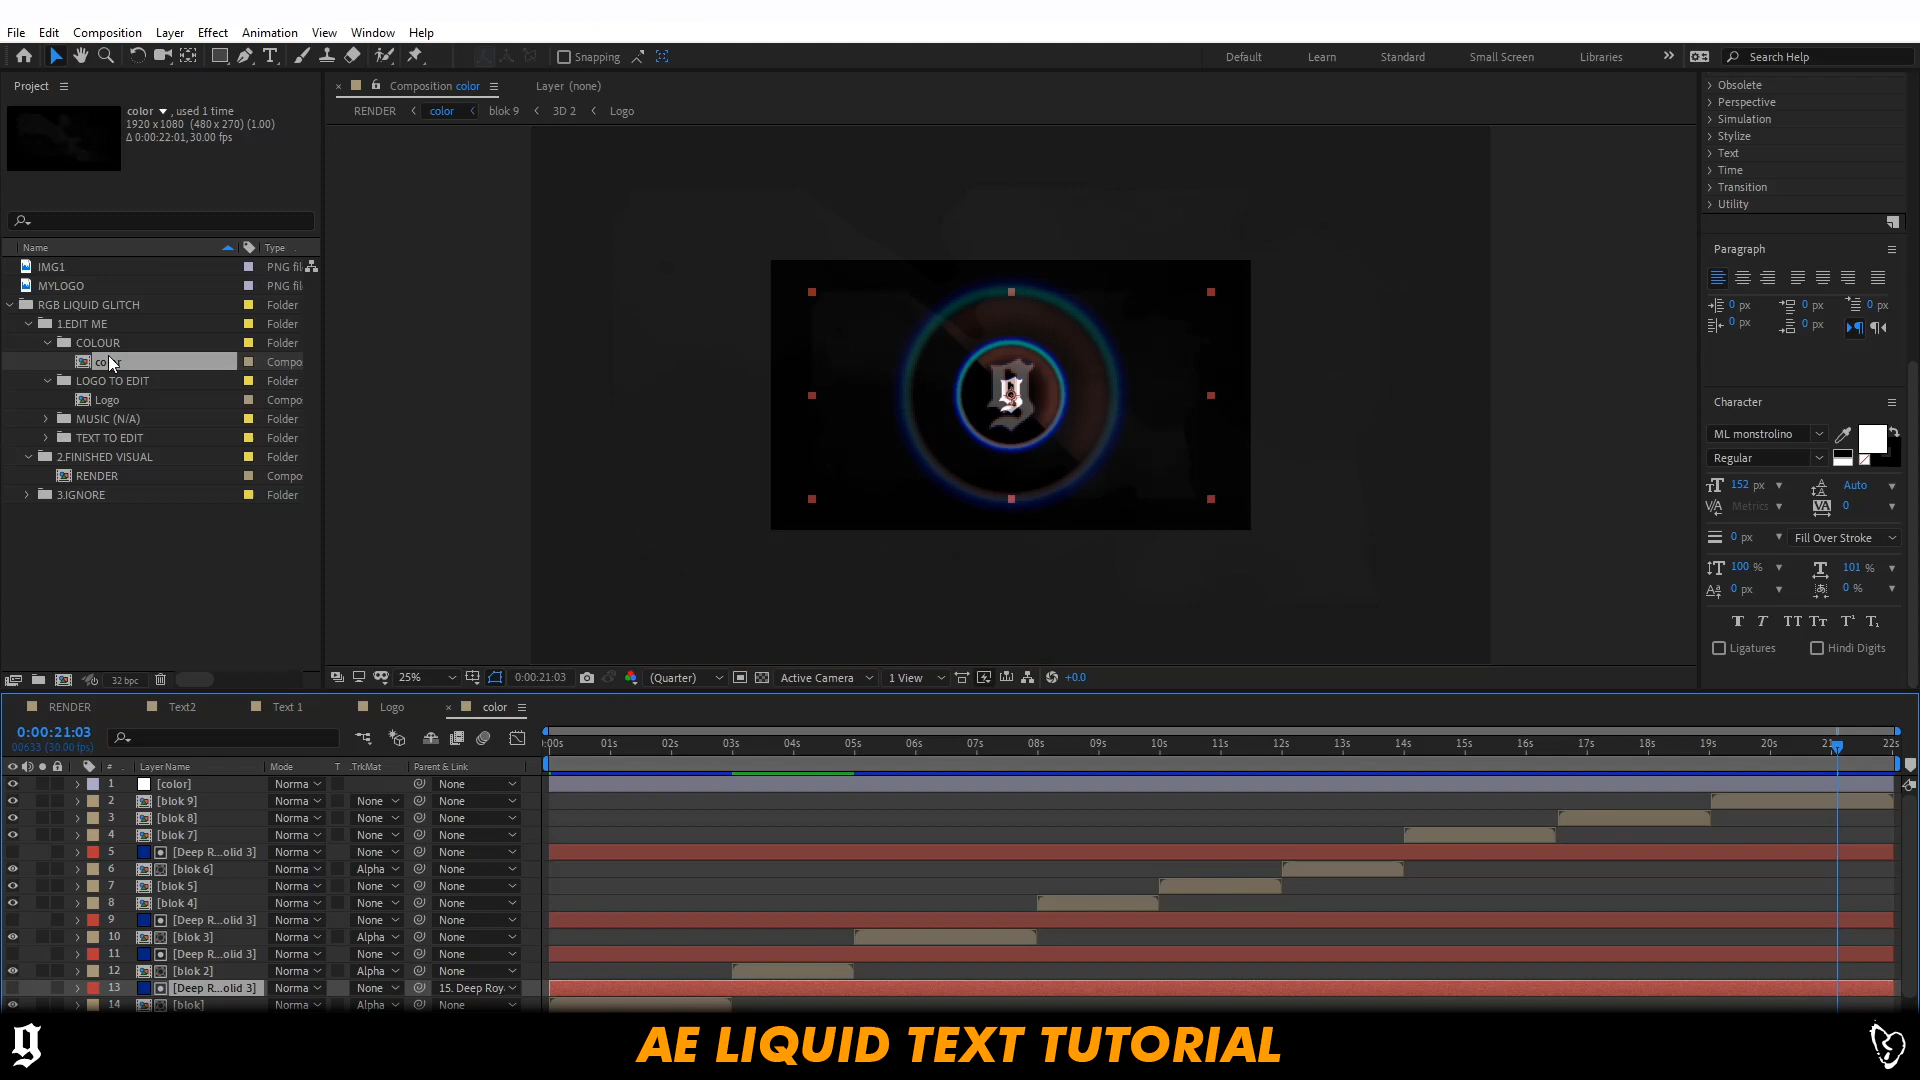 File Edit Composition Layer Effect Animation View Window Help
Snapping Default Learn Standard Small Screen Libraries Search Help
Project
color , used 1 time
1920 x 1080 (480 x 270) (1.00)
Δ 0:00:22:01, 30.00 fps
Name Type
IMG1 PNG fil
MYLOGO PNG fil
RGB LIQUID GLITCH Folder
1.EDIT ME Folder
COLOUR Folder
Compo
LOGO TO EDIT Folder
Logo Compo
MUSIC (N/A) Folder
TEXT TO EDIT Folder
2.FINISHED VISUAL Folder
RENDER Compo
3.IGNORE Folder
32 bpc
Composition color Layer (none)
RENDER color blok 9 3D 2 Logo
25% 0:00:21:03 (Quarter) Active Camera 1 View +0.0
Obsolete
Perspective
Simulation
Stylize
Text
Time
Transition
Utility
Paragraph
0 px 0 px 0 px
0 px 0 px
Character
ML monstrolino
Regular
152 px Auto
Metrics 0
0 px Fill Over Stroke
100 % 101 %
0 px 0 %
Ligatures Hindi Digits
RENDER Text2 Text 1 Logo color
0:00:21:03
00633 (30.00 fps)
:00s 01s 02s 03s 04s 05s 06s 07s 08s 09s 10s 11s 12s 13s 14s 15s 16s 17s 18s 19s 20s 21s 22s
# Layer Name Mode T .TrkMat Parent & Link
1 [color] Norma None
2 [blok 9] Norma None None
3 [blok 8] Norma None None
4 [blok 7] Norma None None
5 [Deep R...olid 3] Norma None None
6 [blok 6] Norma Alpha None
7 [blok 5] Norma None None
8 [blok 4] Norma None None
9 [Deep R...olid 3] Norma None None
10 [blok 3] Norma Alpha None
11 [Deep R...olid 3] Norma None None
12 [blok 2] Norma Alpha None
13 [Deep R...olid 3] Norma None 15. Deep Roy
14 [blok] Norma Alpha None
AE LIQUID TEXT TUTORIAL